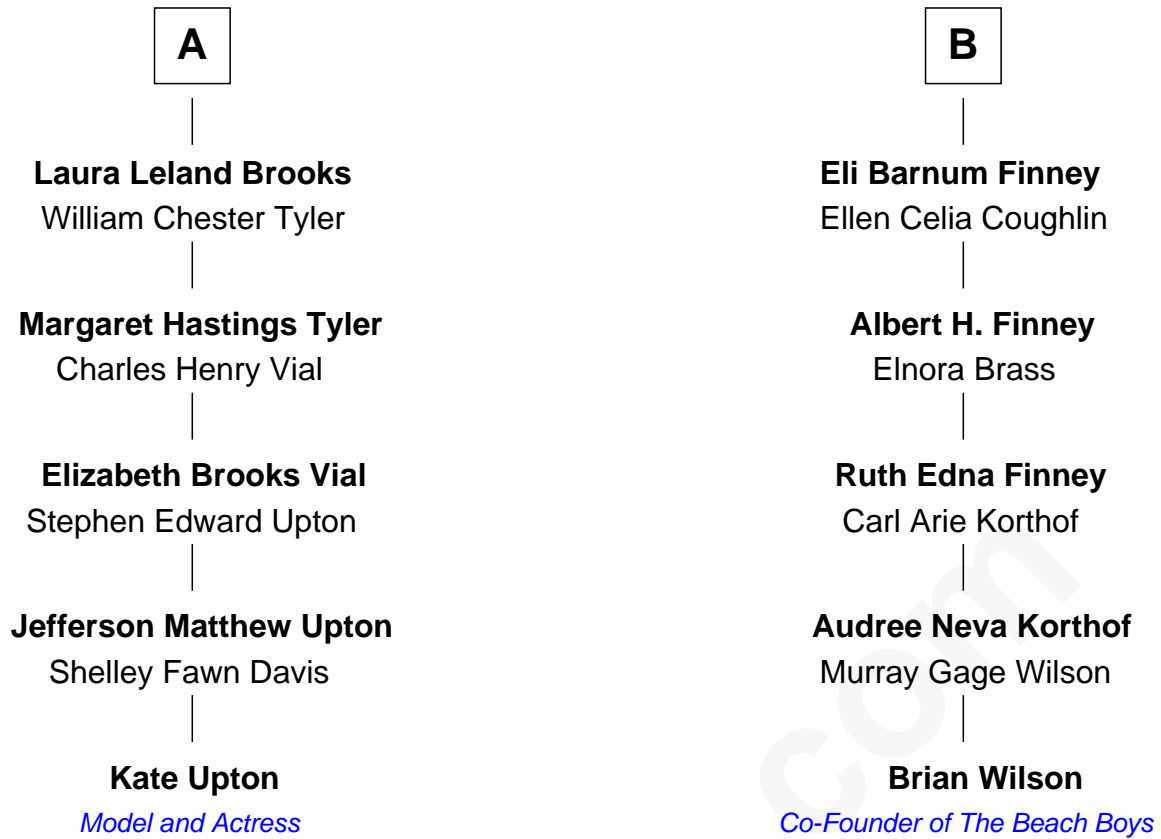 A
Laura Leland Brooks
William Chester Tyler
Margaret Hastings Tyler
Charles Henry Vial
Elizabeth Brooks Vial
Stephen Edward Upton
Jefferson Matthew Upton
Shelley Fawn Davis
Kate Upton
Model and Actress
B
Eli Barnum Finney
Ellen Celia Coughlin
Albert H. Finney
Elnora Brass
Ruth Edna Finney
Carl Arie Korthof
Audree Neva Korthof
Murray Gage Wilson
Brian Wilson
Co-Founder of The Beach Boys
com